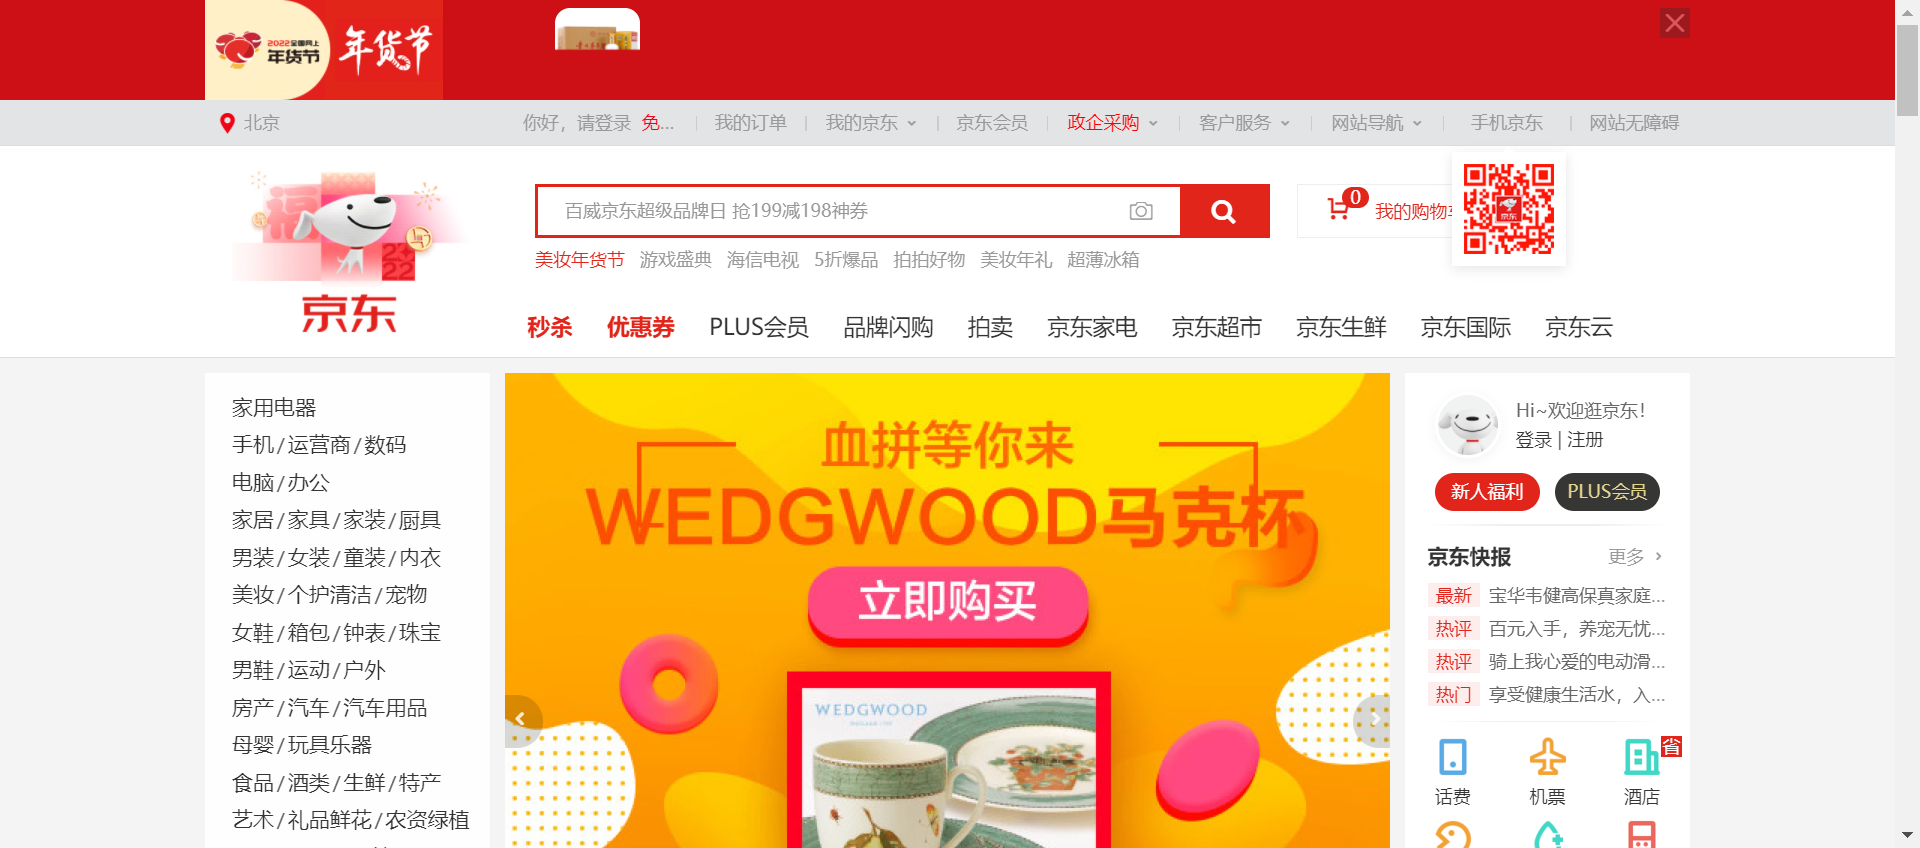 2022全国网上
年货节
年货节
北京
你好，请登录 免...
我的订单
我的京东
京东会员
政企采购
客户服务
网站导航
手机京东
网站无障碍
福
2022
京东
百威京东超级品牌日 抢199减198神券
0
我的购物车
京东
美妆年货节 游戏盛典 海信电视 5折爆品 拍拍好物 美妆年礼 超薄冰箱
秒杀 优惠券 PLUS会员 品牌闪购 拍卖 京东家电 京东超市 京东生鲜 京东国际 京东云
家用电器
手机/运营商/数码
电脑/办公
家居/家具/家装/厨具
男装/女装/童装/内衣
美妆/个护清洁/宠物
女鞋/箱包/钟表/珠宝
男鞋/运动/户外
房产/汽车/汽车用品
母婴/玩具乐器
食品/酒类/生鲜/特产
艺术/礼品鲜花/农资绿植
血拼等你来
WEDGWOOD马克杯
立即购买
WEDGWOOD
Hi~欢迎逛京东！
登录 | 注册
新人福利
PLUS会员
京东快报
更多
最新 宝华韦健高保真家庭...
热评 百元入手，养宠无忧...
热评 骑上我心爱的电动滑...
热门 享受健康生活水，入...
省
话费
机票
酒店